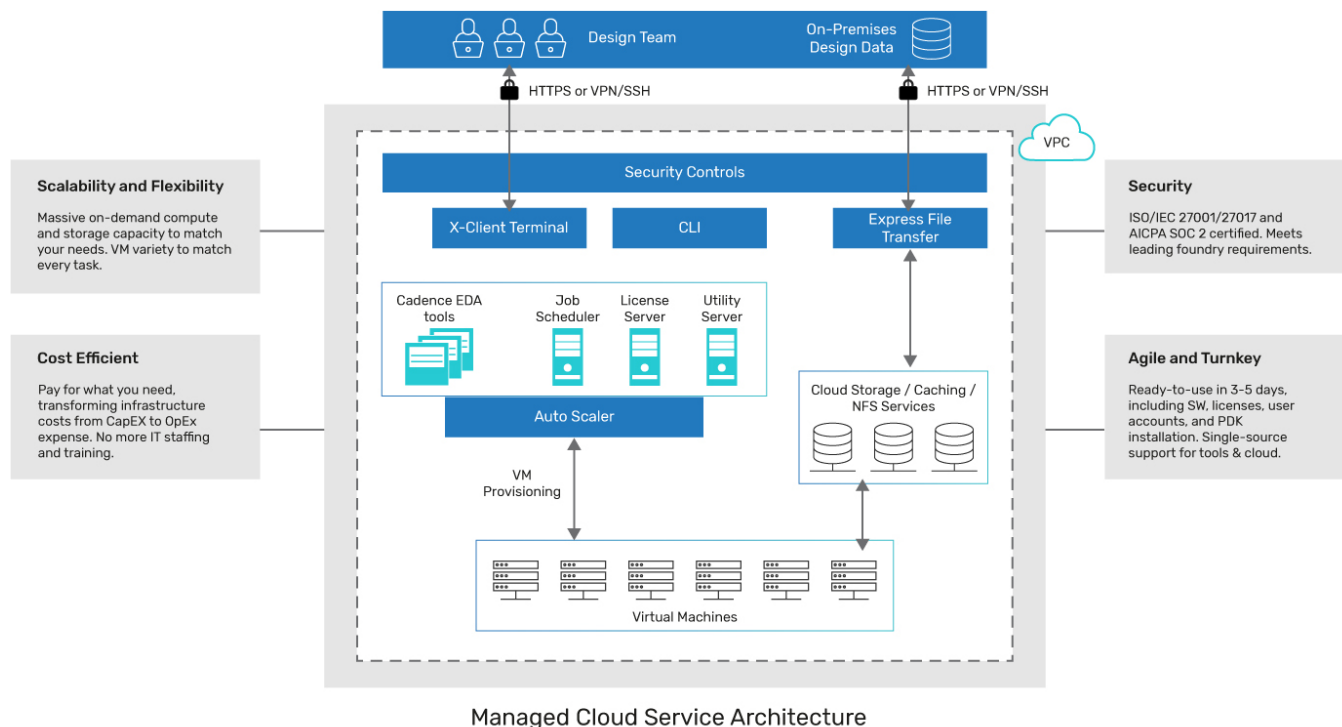 Design Team
On-Premises
Design Data
HTTPS or VPN/SSH
HTTPS or VPN/SSH
VPC
Security Controls
X-Client Terminal
CLI
Express File
Transfer
Scalability and Flexibility
Massive on-demand compute
and storage capacity to match
your needs. VM variety to match
every task.
Security
ISO/IEC 27001/27017 and
AICPA SOC 2 certified. Meets
leading foundry requirements.
Cadence EDA
tools
Job
Scheduler
License
Server
Utility
Server
Auto Scaler
Cloud Storage / Caching /
NFS Services
Cost Efficient
Pay for what you need,
transforming infrastructure
costs from CapEX to OpEx
expense. No more IT staffing
and training.
Agile and Turnkey
Ready-to-use in 3-5 days,
including SW, licenses, user
accounts, and PDK
installation. Single-source
support for tools & cloud.
VM
Provisioning
Virtual Machines
Managed Cloud Service Architecture